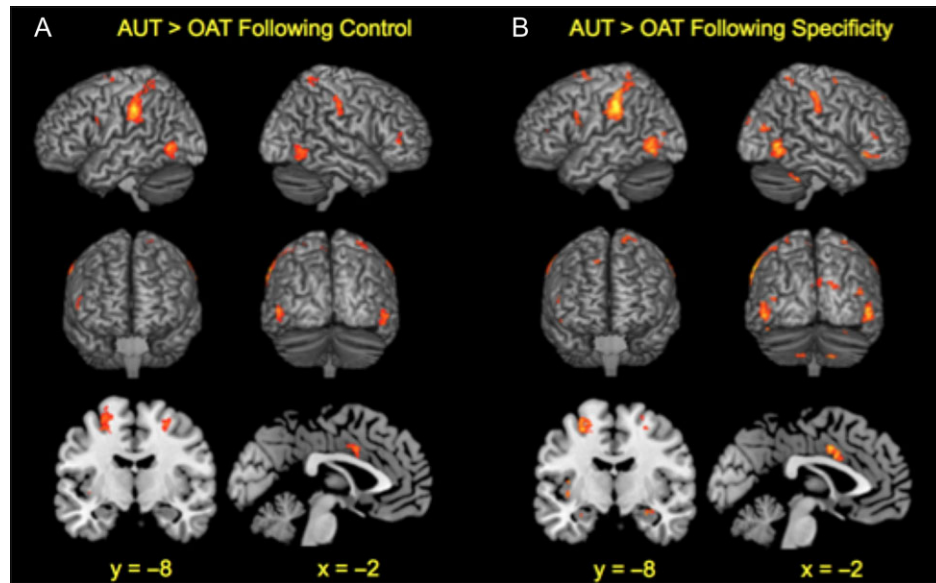 A
AUT > OAT Following Control
B
AUT > OAT Following Specificity
y = –8
x = –2
y = –8
x = –2